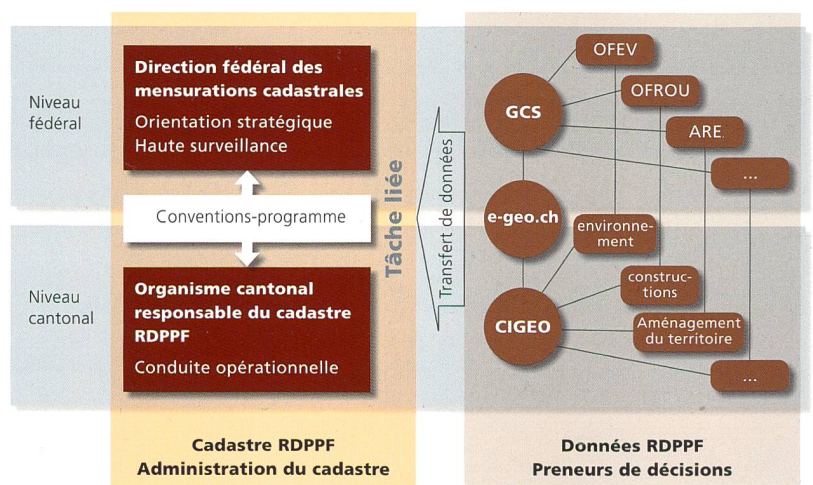 Niveau
fédéral
Direction fédéral des
mensurations cadastrales
Orientation stratégique
Haute surveillance
Conventions-programme
Niveau
cantonal
Organisme cantonal
responsable du cadastre
RDPPF
Conduite opérationnelle
Tâche liée
Transfert de données
GCS
e-geo.ch
CIGEO
OFEV
OFROU
ARE
...
environne-
ment
construc-
tions
Aménagement
du territoire
...
Cadastre RDPPF
Administration du cadastre
Données RDPPF
Preneurs de décisions